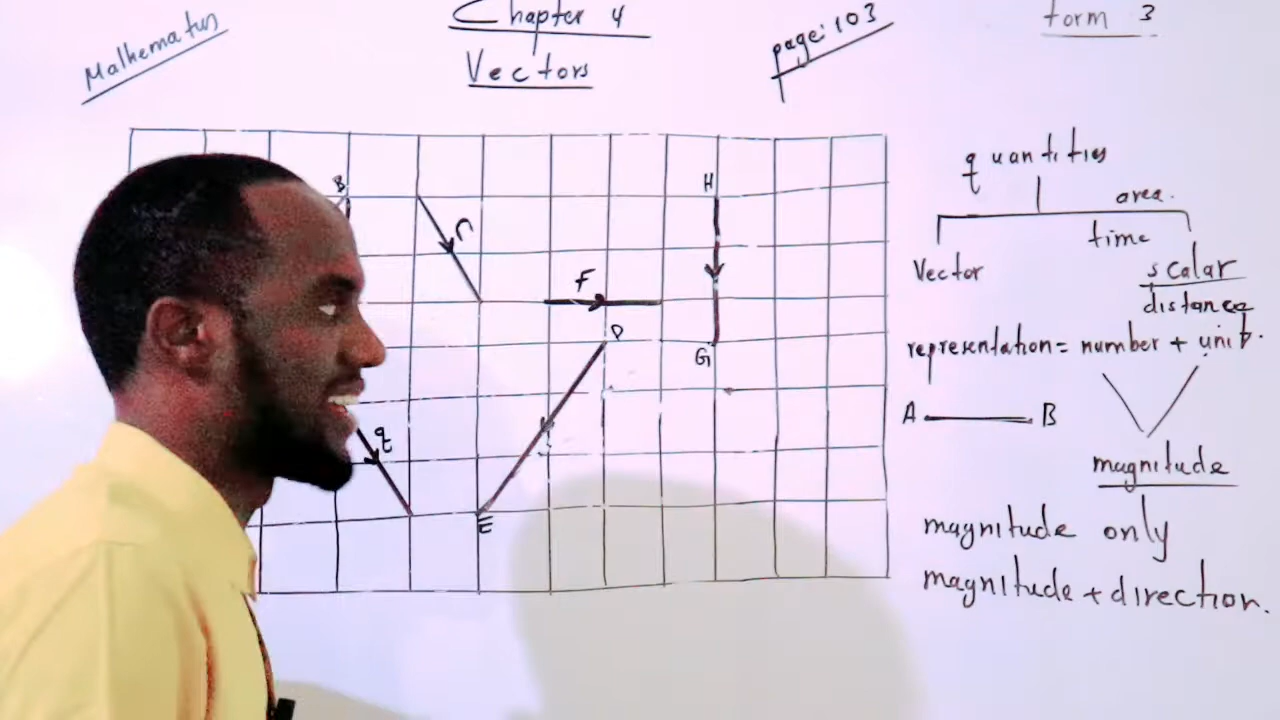 Mathematus
Chapter 4
Vectors
page: 103
form 3
B
n
F
H
D
G
q
E
quantities
area.
time
Vector
scalar
distance
representation = number + unit.
A B
magnitude
magnitude only
magnitude + direction.